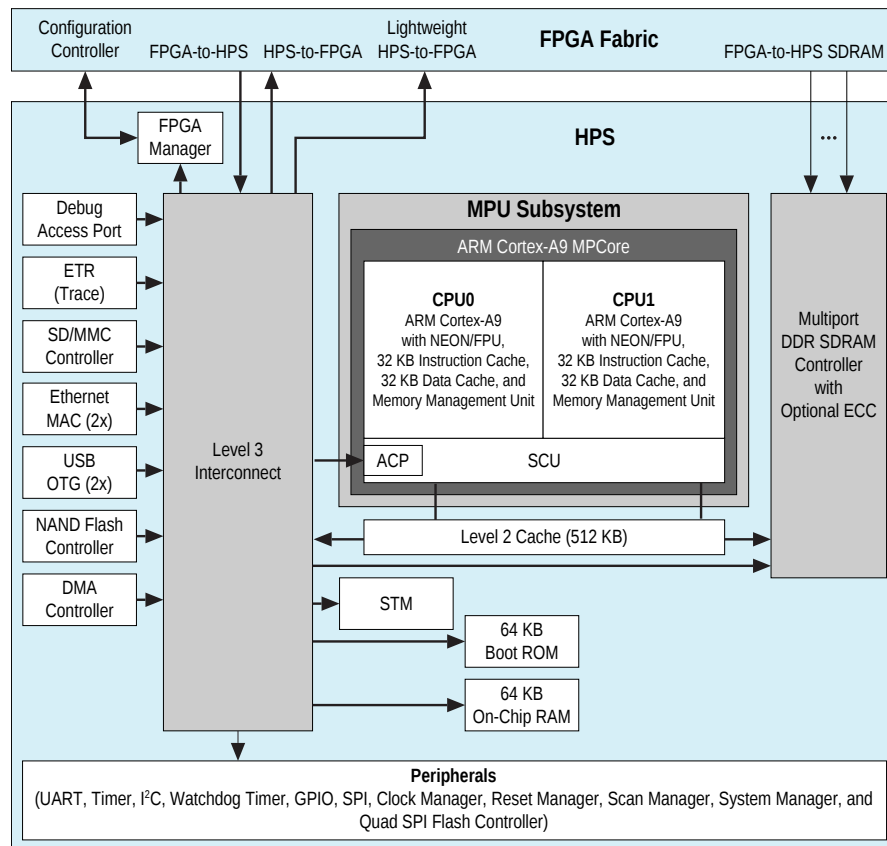 Configuration
Controller
FPGA-to-HPS
HPS-to-FPGA
Lightweight
HPS-to-FPGA
FPGA Fabric
FPGA-to-HPS SDRAM
HPS
FPGA
Manager
...
Debug
Access Port
ETR
(Trace)
SD/MMC
Controller
Ethernet
MAC (2x)
USB
OTG (2x)
NAND Flash
Controller
DMA
Controller
Level 3
Interconnect
MPU Subsystem
ARM Cortex-A9 MPCore
CPU0
ARM Cortex-A9
with NEON/FPU,
32 KB Instruction Cache,
32 KB Data Cache, and
Memory Management Unit
CPU1
ARM Cortex-A9
with NEON/FPU,
32 KB Instruction Cache,
32 KB Data Cache, and
Memory Management Unit
ACP
SCU
Level 2 Cache (512 KB)
Multiport
DDR SDRAM
Controller
with
Optional ECC
STM
64 KB
Boot ROM
64 KB
On-Chip RAM
Peripherals
(UART, Timer, I²C, Watchdog Timer, GPIO, SPI, Clock Manager, Reset Manager, Scan Manager, System Manager, and
Quad SPI Flash Controller)